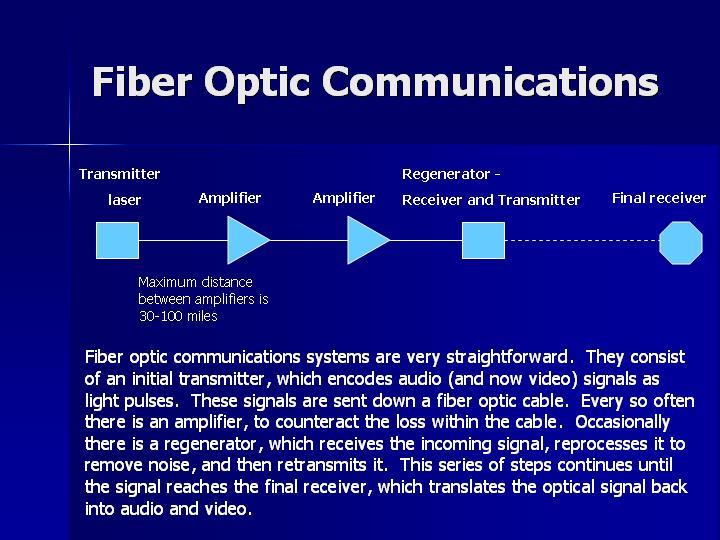 Fiber Optic Communications
Transmitter
laser
Amplifier
Amplifier
Regenerator -
Receiver and Transmitter
Final receiver
Maximum distance
between amplifiers is
30-100 miles
Fiber optic communications systems are very straightforward. They consist
of an initial transmitter, which encodes audio (and now video) signals as
light pulses. These signals are sent down a fiber optic cable. Every so often
there is an amplifier, to counteract the loss within the cable. Occasionally
there is a regenerator, which receives the incoming signal, reprocesses it to
remove noise, and then retransmits it. This series of steps continues until
the signal reaches the final receiver, which translates the optical signal back
into audio and video.